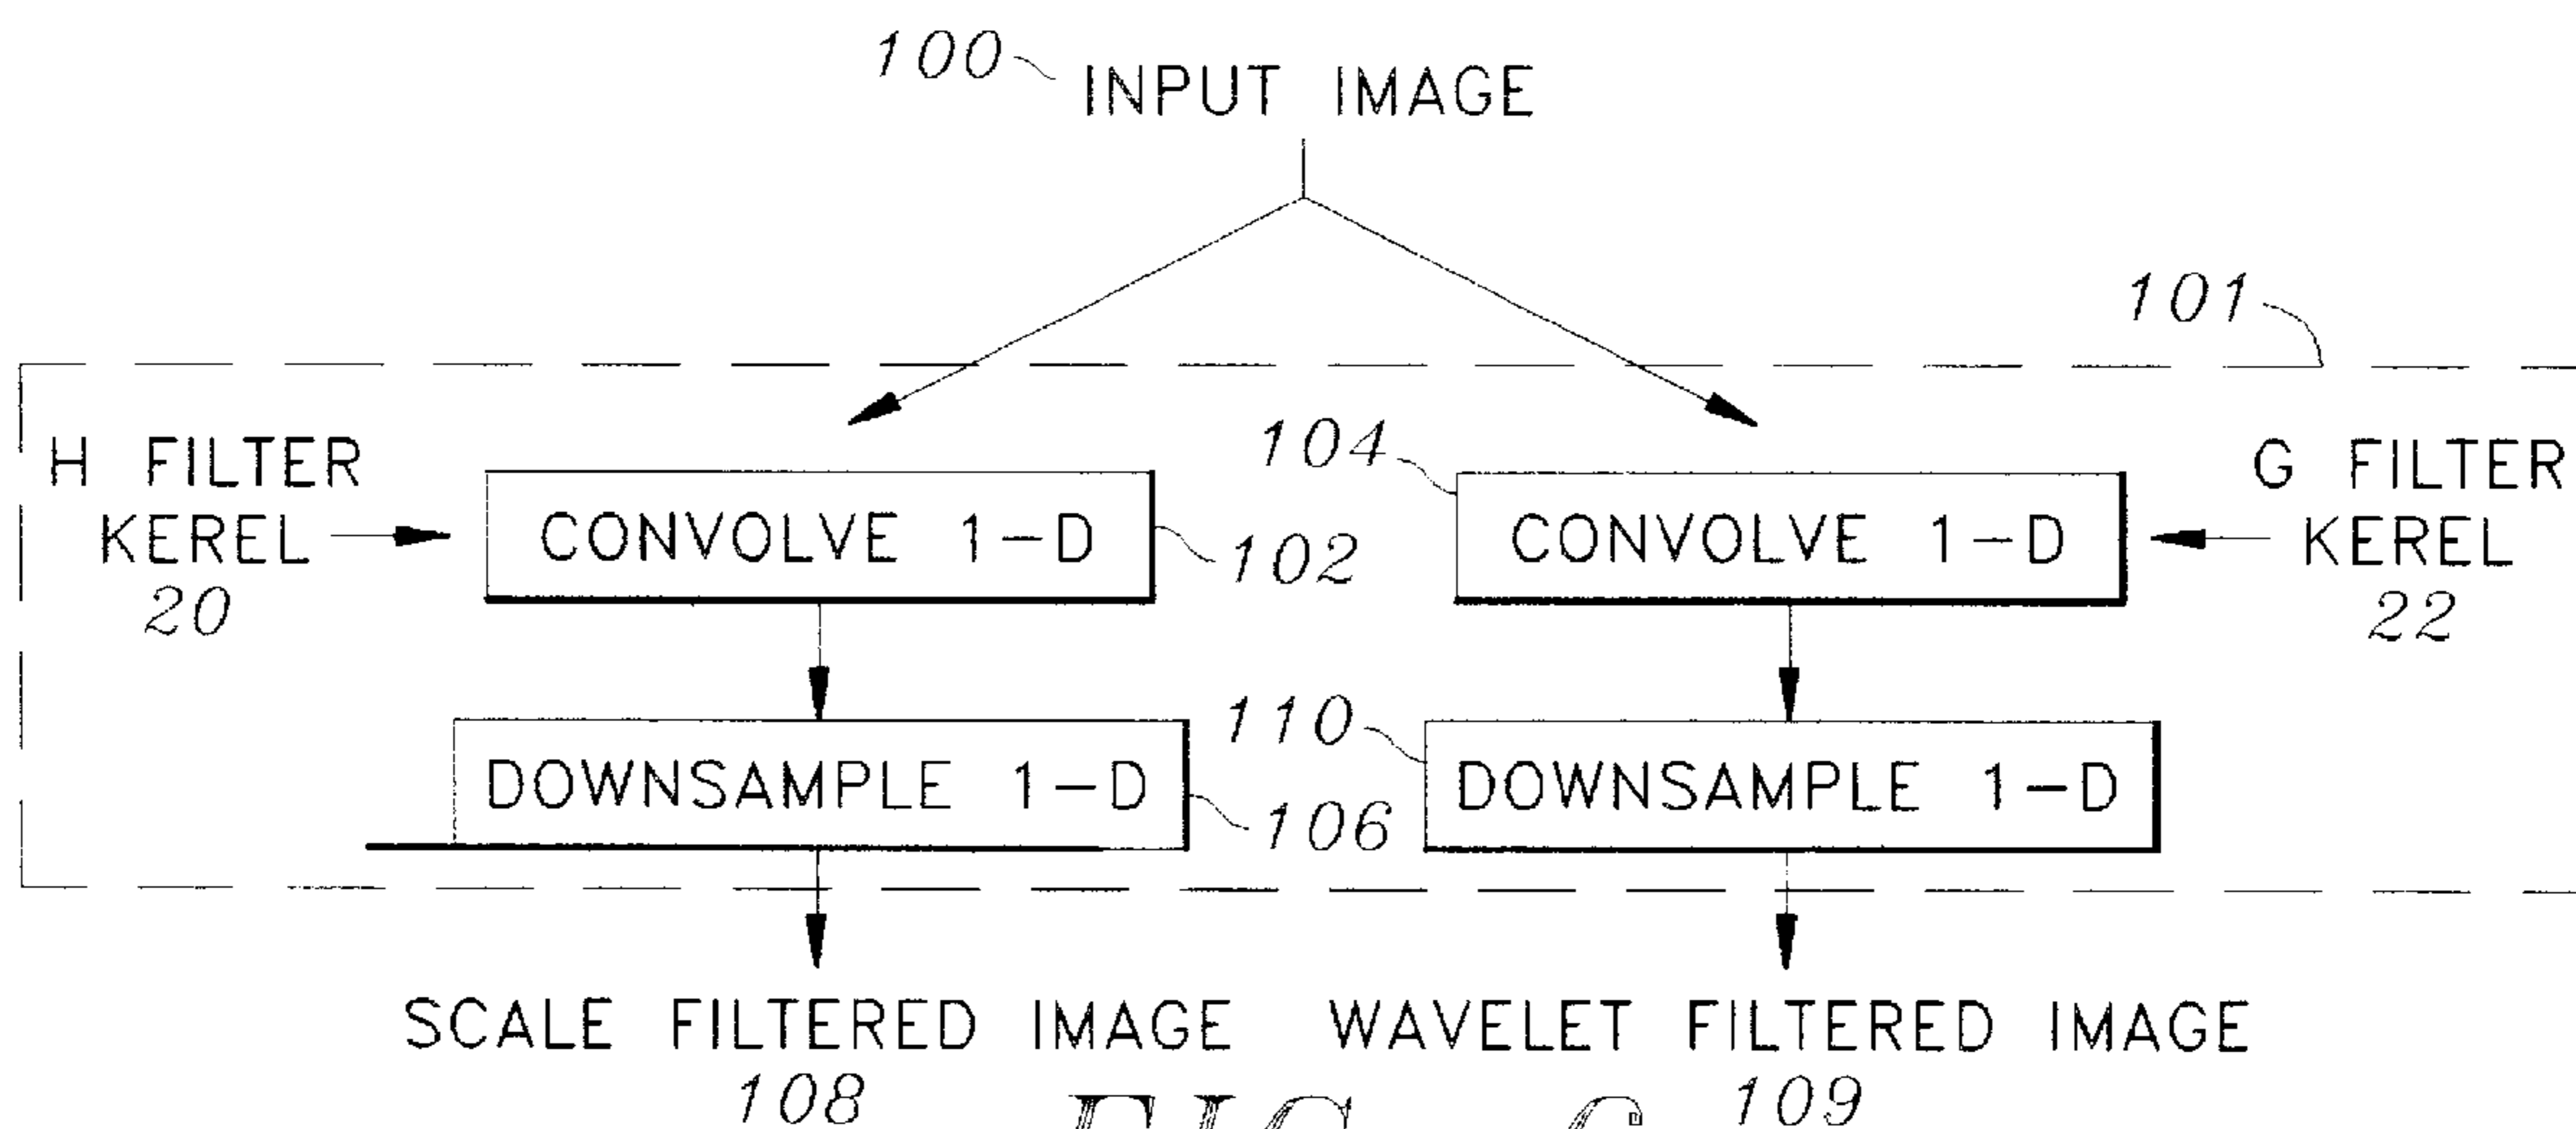 100 INPUT IMAGE
101
H FILTER
KEREL
20
CONVOLVE 1-D
102
104
CONVOLVE 1-D
G FILTER
KEREL
22
DOWNSAMPLE 1-D
106
110
DOWNSAMPLE 1-D
SCALE FILTERED IMAGE
108
WAVELET FILTERED IMAGE
109